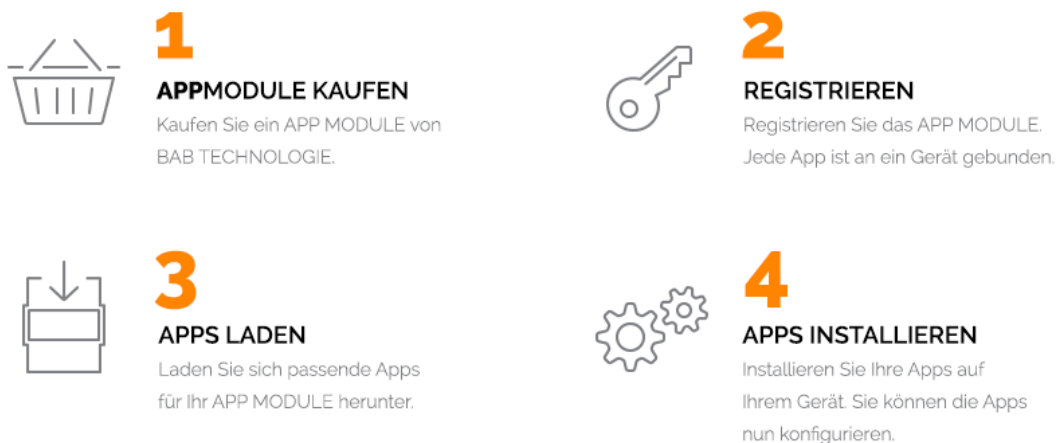 1
APPMODULE KAUFEN
Kaufen Sie ein APP MODULE von
BAB TECHNOLOGIE.
2
REGISTRIEREN
Registrieren Sie das APP MODULE.
Jede App ist an ein Gerät gebunden.
3
APPS LADEN
Laden Sie sich passende Apps
für Ihr APP MODULE herunter.
4
APPS INSTALLIEREN
Installieren Sie Ihre Apps auf
Ihrem Gerät. Sie können die Apps
nun konfigurieren.